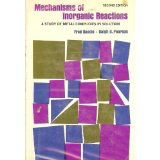 SECOND EDITION
Mechanisms of
Inorganic Reactions
A STUDY OF METAL COMPLEXES IN SOLUTION
Fred Basolo • Ralph G. Pearson